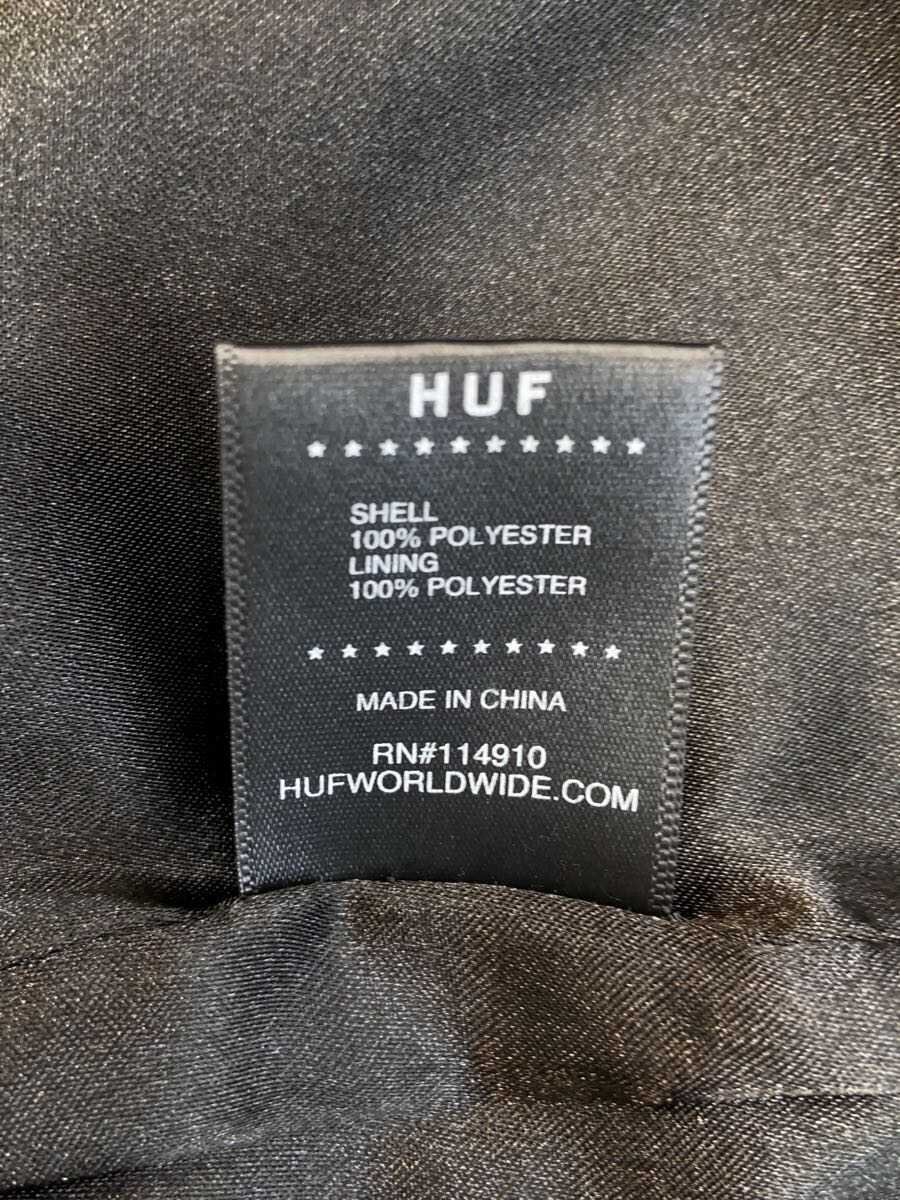 HUF
SHELL
100% POLYESTER
LINING
100% POLYESTER
MADE IN CHINA
RN#114910
HUFWORLDWIDE.COM